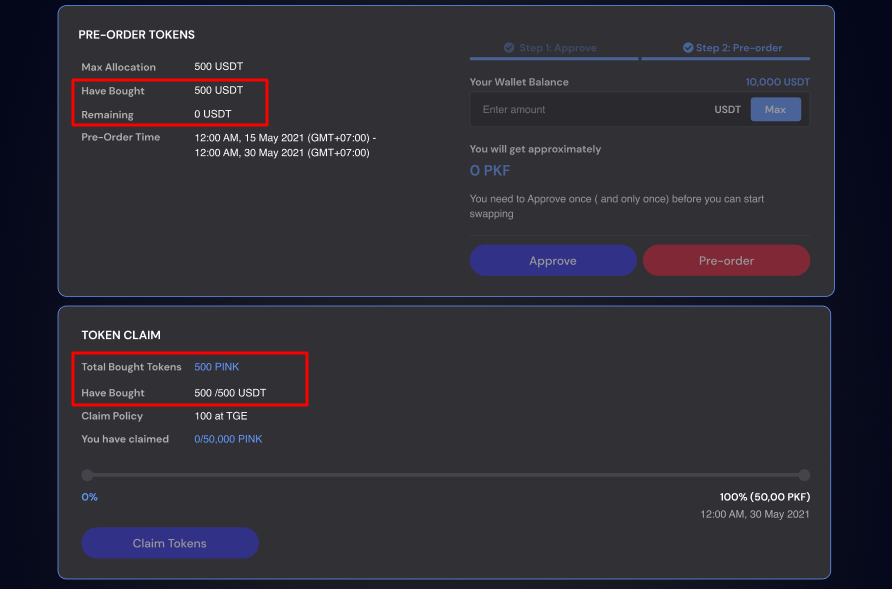 PRE-ORDER TOKENS
Max Allocation 500 USDT
Have Bought 500 USDT
Remaining 0 USDT
Pre-Order Time 12:00 AM, 15 May 2021 (GMT+07:00) -
12:00 AM, 30 May 2021 (GMT+07:00)
Step 1: Approve Step 2: Pre-order
Your Wallet Balance 10,000 USDT
Enter amount USDT Max
You will get approximately
0 PKF
You need to Approve once ( and only once) before you can start
swapping
Approve Pre-order
TOKEN CLAIM
Total Bought Tokens 500 PINK
Have Bought 500 /500 USDT
Claim Policy 100 at TGE
You have claimed 0/50,000 PINK
0% 100% (50,00 PKF)
12:00 AM, 30 May 2021
Claim Tokens